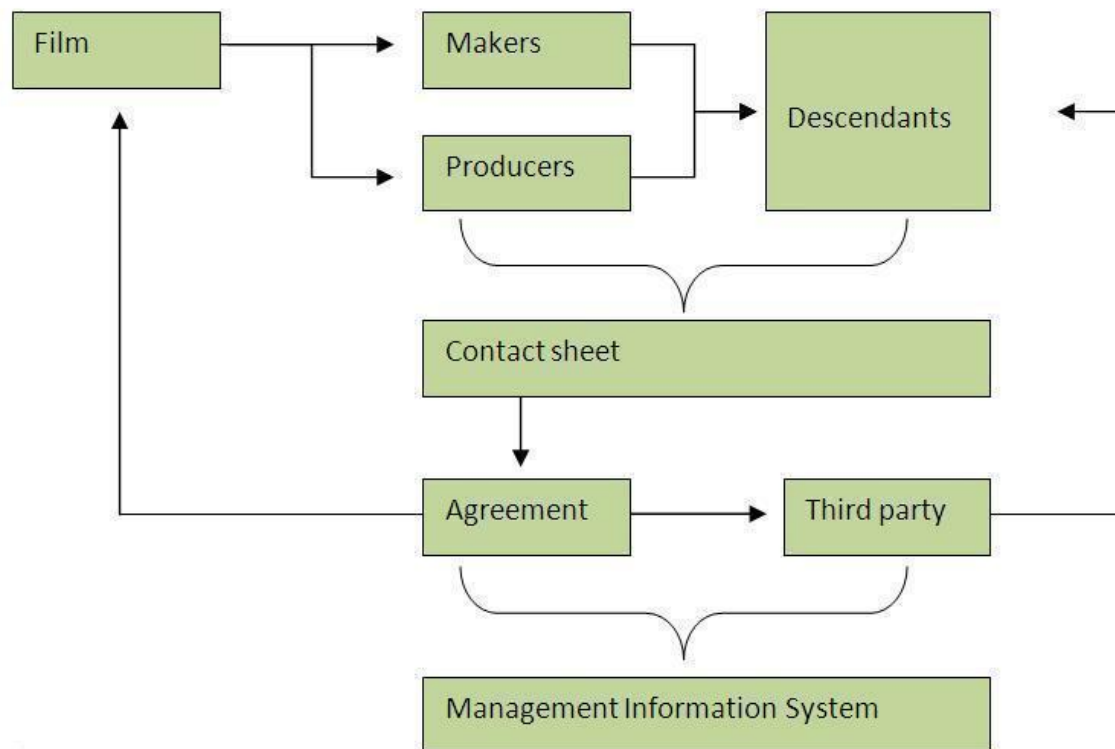 Film
Makers
Descendants
Producers
Contact sheet
Agreement
Third party
Management Information System